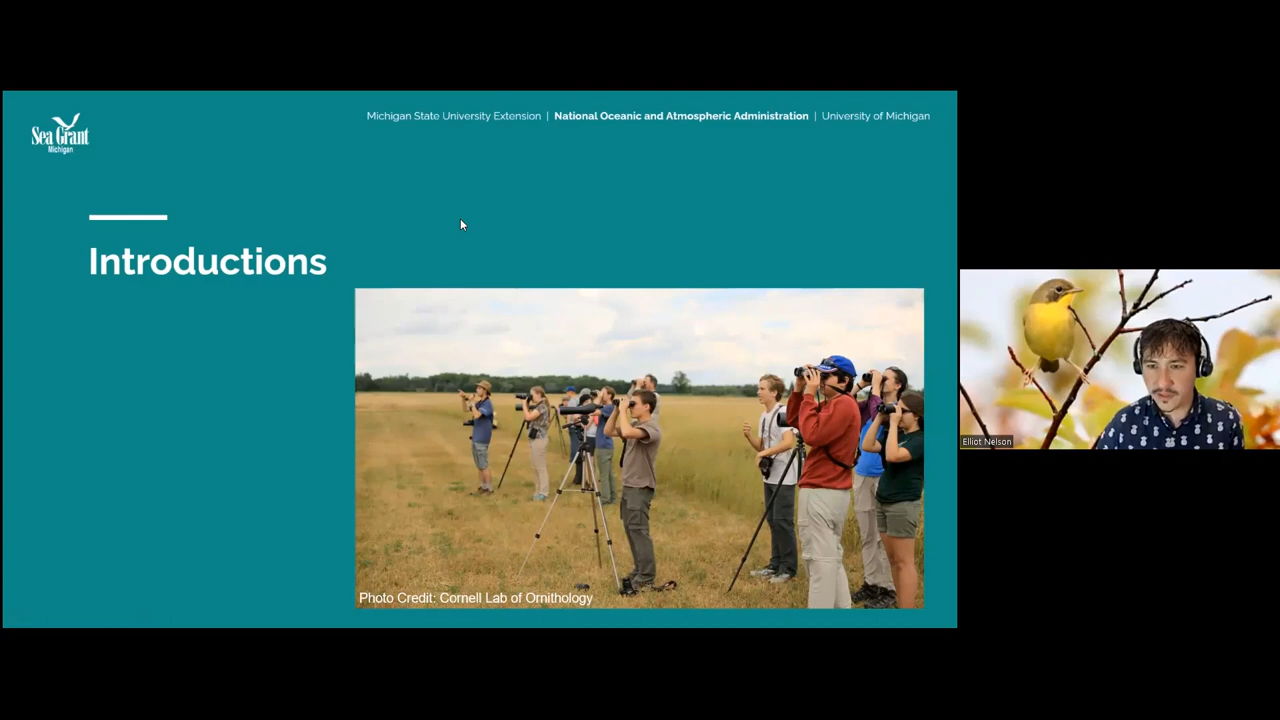 Sea Grant
Michigan
Michigan State University Extension | National Oceanic and Atmospheric Administration | University of Michigan
Introductions
Photo Credit: Cornell Lab of Ornithology
Elliot Nelson